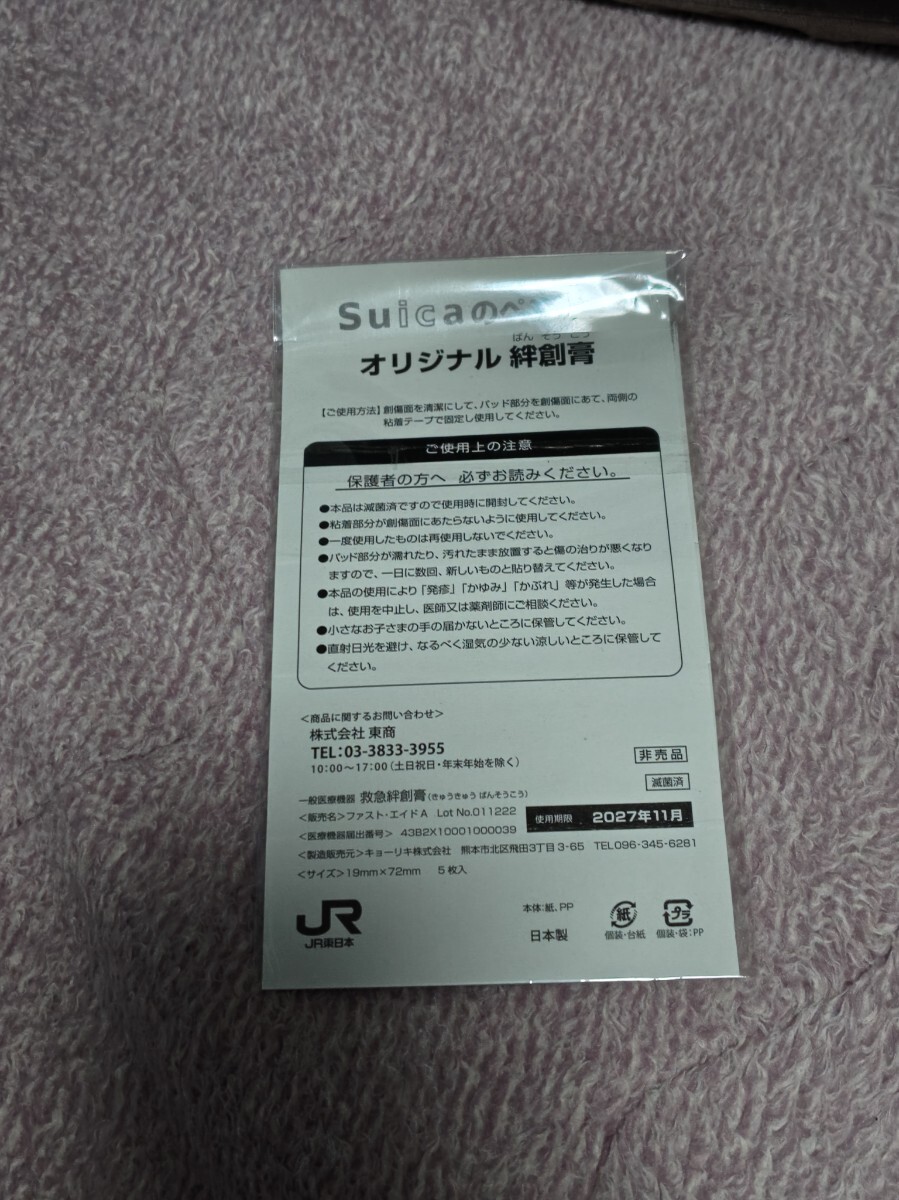 Suicaのペ
ばん そう こう
オリジナル 絆創膏
【ご使用方法】創傷面を清潔にして、パッド部分を創傷面にあて、両側の
粘着テープで固定し使用してください。
ご使用上の注意
保護者の方へ 必ずお読みください。
●本品は滅菌済ですので使用時に開封してください。
●粘着部分が創傷面にあたらないように使用してください。
●一度使用したものは再使用しないでください。
●パッド部分が濡れたり、汚れたまま放置すると傷の治りが悪くなり
ますので、一日に数回、新しいものと貼り替えてください。
●本品の使用により「発疹」「かゆみ」「かぶれ」等が発生した場合
は、使用を中止し、医師又は薬剤師にご相談ください。
●小さなお子さまの手の届かないところに保管してください。
●直射日光を避け、なるべく湿気の少ない涼しいところに保管して
ください。
<商品に関するお問い合わせ>
株式会社 東商
TEL:03-3833-3955
10:00〜17:00(土日祝日・年末年始を除く)
非売品
滅菌済
一般医療機器 救急絆創膏(きゅうきゅう ばんそうこう)
<販売名>ファスト・エイドA Lot No.011222
使用期限 2027年11月
<医療機器届出番号> 43B2X10001000039
<製造販売元>キョーリキ株式会社 熊本市北区飛田3丁目3-65 TEL096-345-6281
<サイズ>19mm×72mm 5枚入
JR
JR東日本
本体:紙、PP
日本製
紙
個装・台紙
プラ
個装・袋:PP